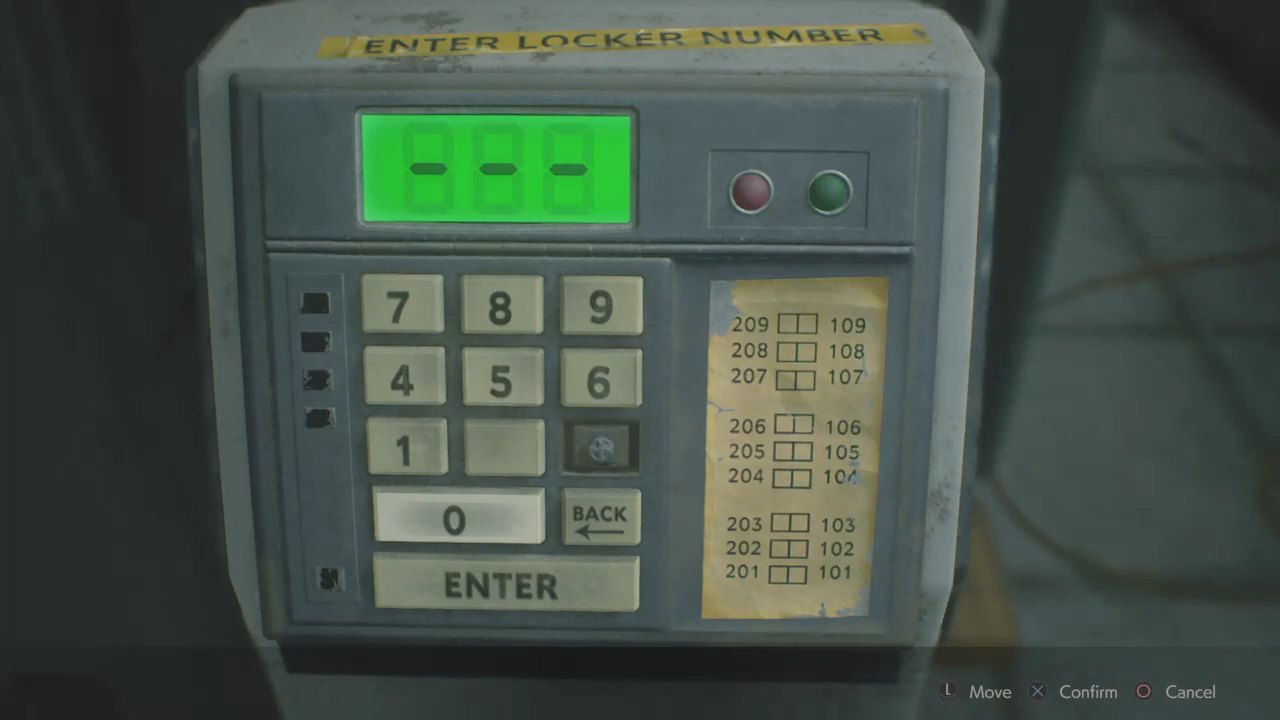 ENTER LOCKER NUMBER
- - -
7 8 9
4 5 6
1
0 BACK
ENTER
209 109
208 108
207 107
206 106
205 105
204 104
203 103
202 102
201 101
L Move X Confirm O Cancel